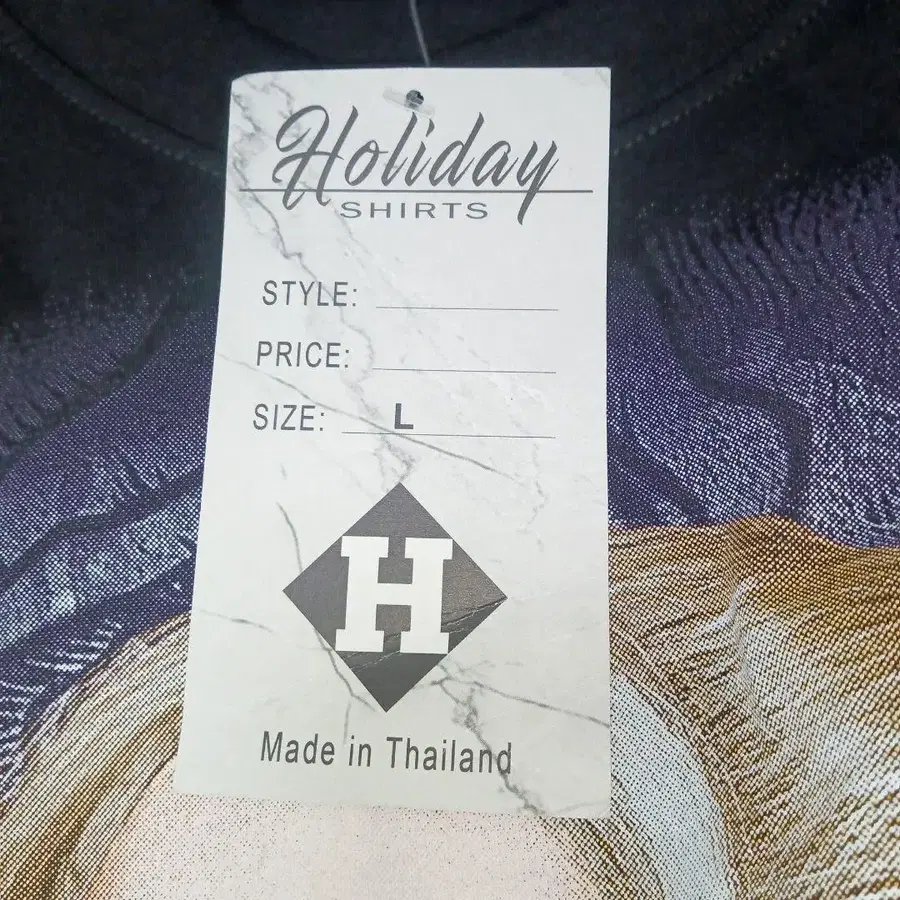 Holiday
SHIRTS
STYLE:
PRICE:
SIZE: L
H
Made in Thailand